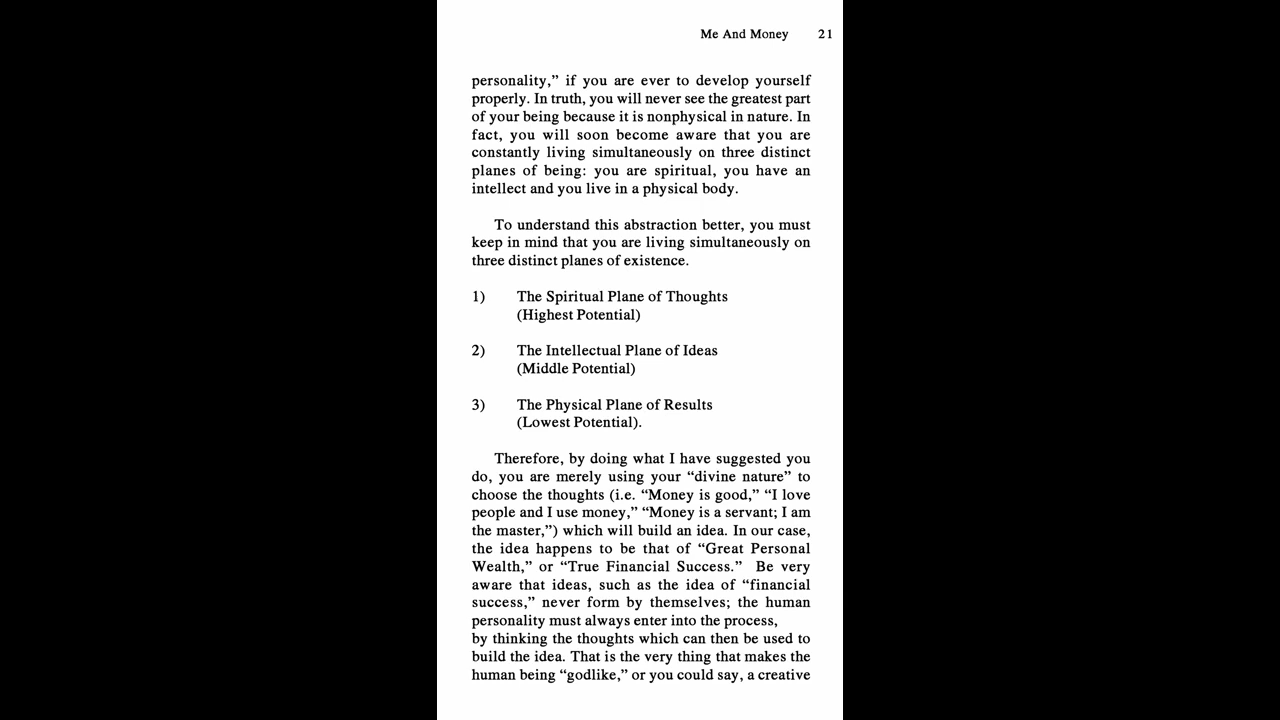 Me And Money 21
personality,” if you are ever to develop yourself
properly. In truth, you will never see the greatest part
of your being because it is nonphysical in nature. In
fact, you will soon become aware that you are
constantly living simultaneously on three distinct
planes of being: you are spiritual, you have an
intellect and you live in a physical body.
To understand this abstraction better, you must
keep in mind that you are living simultaneously on
three distinct planes of existence.
1) The Spiritual Plane of Thoughts
(Highest Potential)
2) The Intellectual Plane of Ideas
(Middle Potential)
3) The Physical Plane of Results
(Lowest Potential).
Therefore, by doing what I have suggested you
do, you are merely using your “divine nature” to
choose the thoughts (i.e. “Money is good,” “I love
people and I use money,” “Money is a servant; I am
the master,”) which will build an idea. In our case,
the idea happens to be that of “Great Personal
Wealth,” or “True Financial Success.” Be very
aware that ideas, such as the idea of “financial
success,” never form by themselves; the human
personality must always enter into the process,
by thinking the thoughts which can then be used to
build the idea. That is the very thing that makes the
human being “godlike,” or you could say, a creative